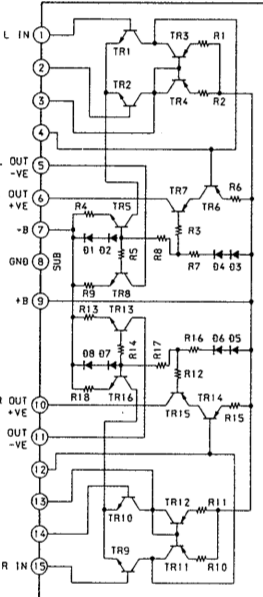 L IN 1
TR1
TR3 R1
2
TR2
TR4 R2
3
4
OUT
-VE 5
OUT
+VE 6
R4 TR5
TR7 TR6 R6
-B 7
D1 D2 R5 R8 R3
GND 8 SUB
R7 D4 D3
R9 TR8
+B 9
R13 TR13
R14 R17 R16 D6 D5
D8 D7 R12
R18 TR16
TR15 TR14 R15
R OUT
+VE 10
OUT
-VE 11
12
13
TR10 TR12 R11
14
TR9 TR11 R10
R IN 15